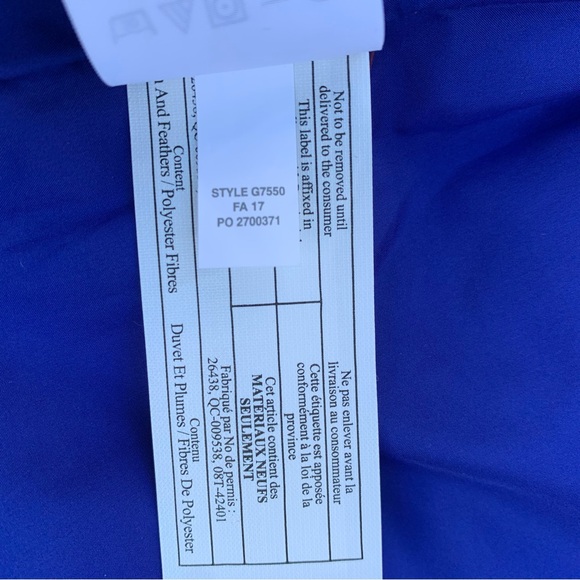 STYLE G7550
FA 17
PO 2700371
Not to be removed until
delivered to the consumer
This label is affixed in
Content
And Feathers / Polyester Fibres
Ne pas enlever avant la
livraison au consommateur
Cette étiquette est apposée
conformément à la loi de la
province
Cet article contient des
MATERIAUX NEUFS
SEULEMENT
Fabriqué par No de permis :
26438, QC-009538, 08T-42401
Contenu
Duvet Et Plumes / Fibres De Polyester